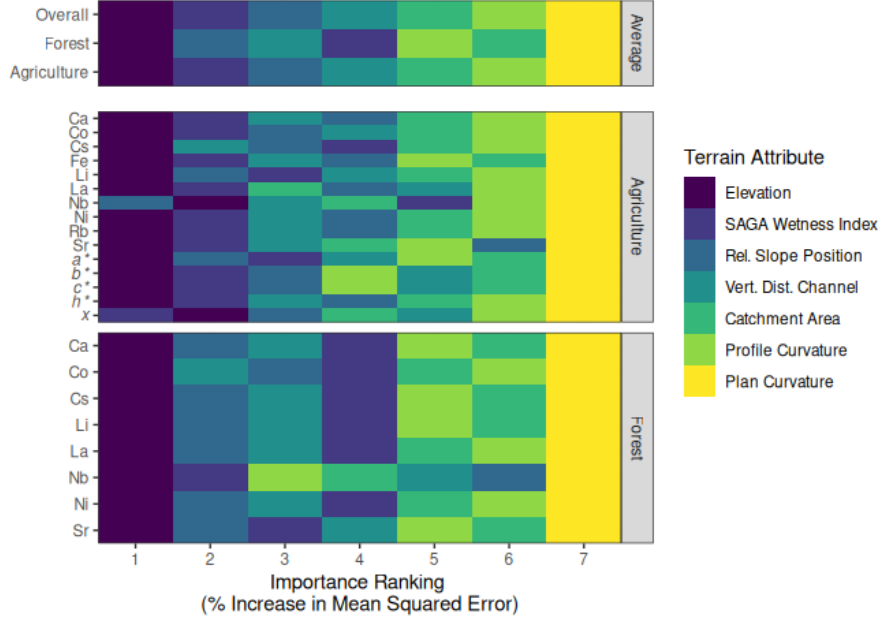 Overall
Forest
Agriculture
Average
Ca
Co
Cs
Fe
Li
La
Nb
Ni
Rb
Sr
a*
b*
c*
h*
x
Agriculture
Ca
Co
Cs
Li
La
Nb
Ni
Sr
Forest
1 2 3 4 5 6 7
Importance Ranking
(% Increase in Mean Squared Error)
Terrain Attribute
Elevation
SAGA Wetness Index
Rel. Slope Position
Vert. Dist. Channel
Catchment Area
Profile Curvature
Plan Curvature